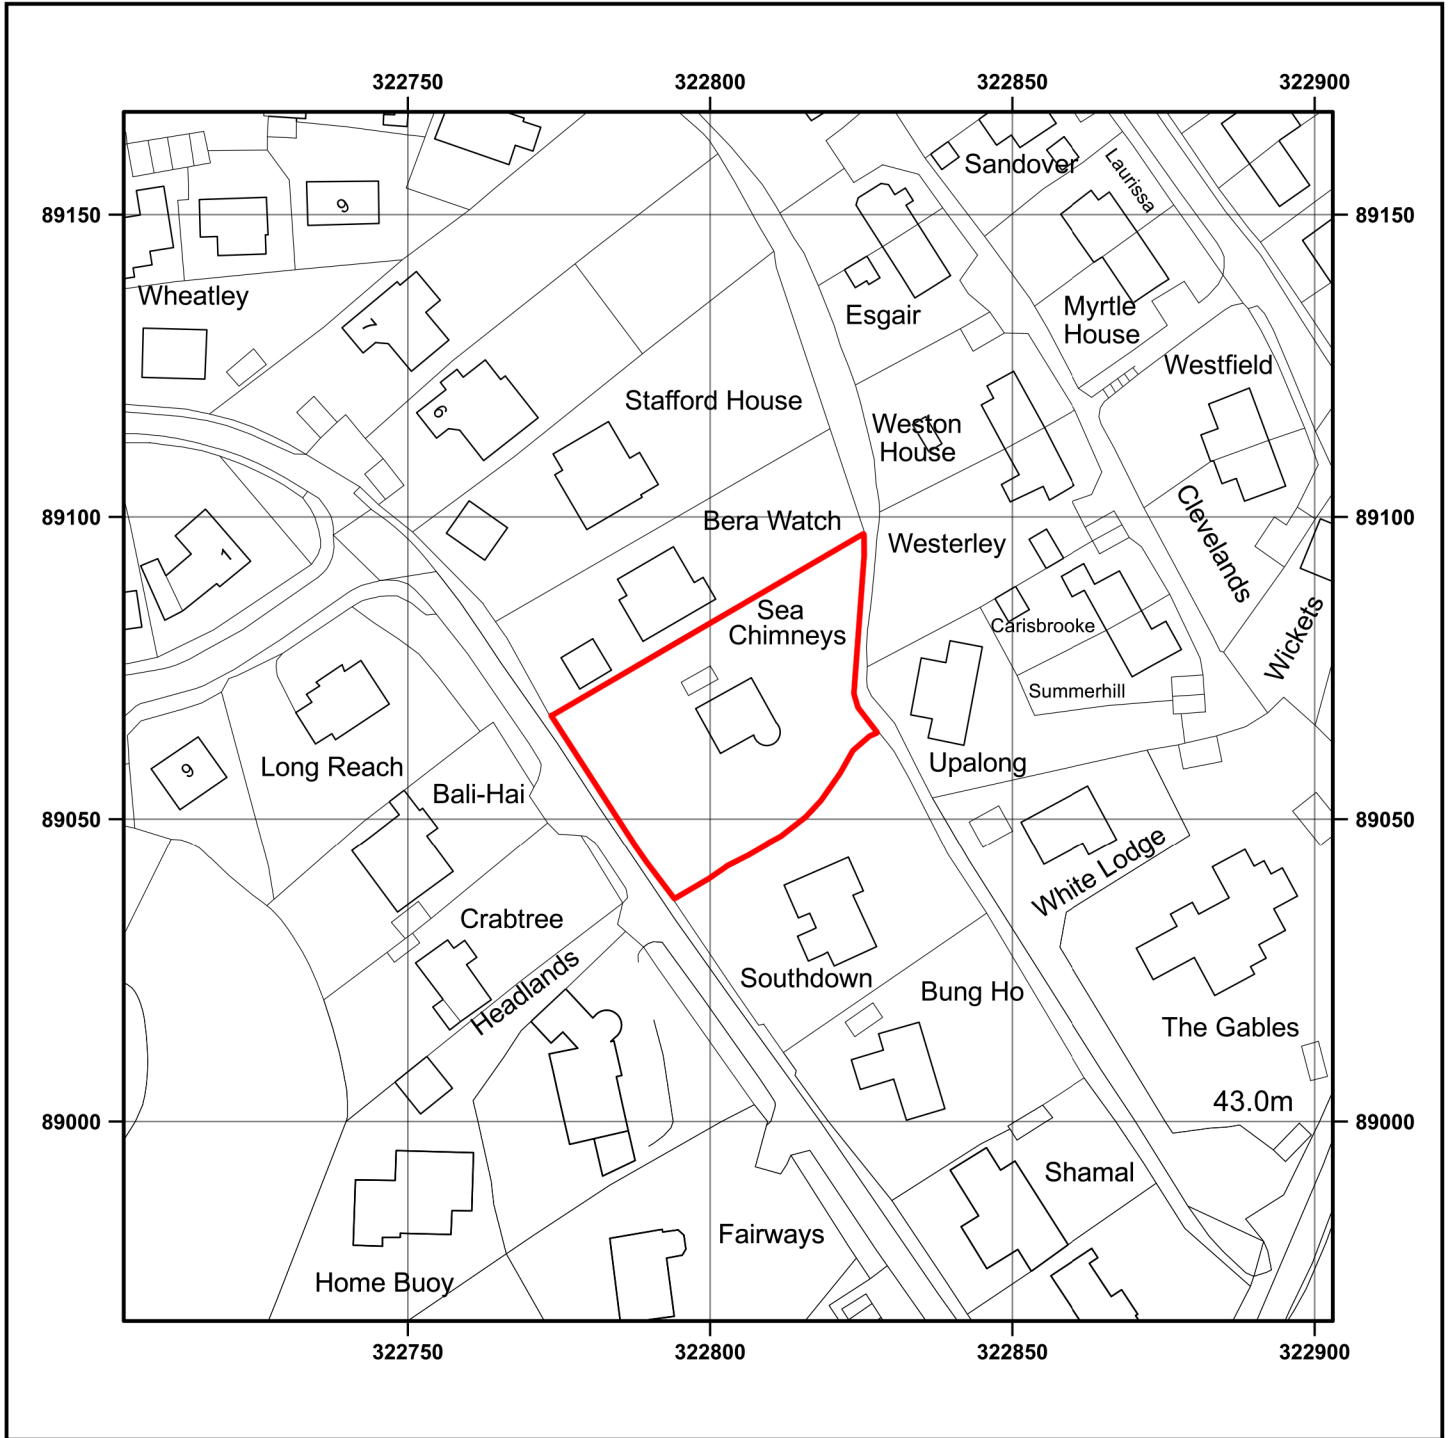 322750 322800 322850 322900
Sandover
Laurissa
89150 89150
9
Wheatley
Esgair
Myrtle
House
7
Westfield
Stafford House
6
Weston
House
Clevelands
89100 89100
Bera Watch
Westerley
1
Sea
Chimneys
Carisbrooke
Wickets
Summerhill
Long Reach
9
Upalong
Bali-Hai
89050 89050
White Lodge
Crabtree
Headlands
Southdown
Bung Ho
The Gables
43.0m
89000 89000
Shamal
Fairways
Home Buoy
322750 322800 322850 322900